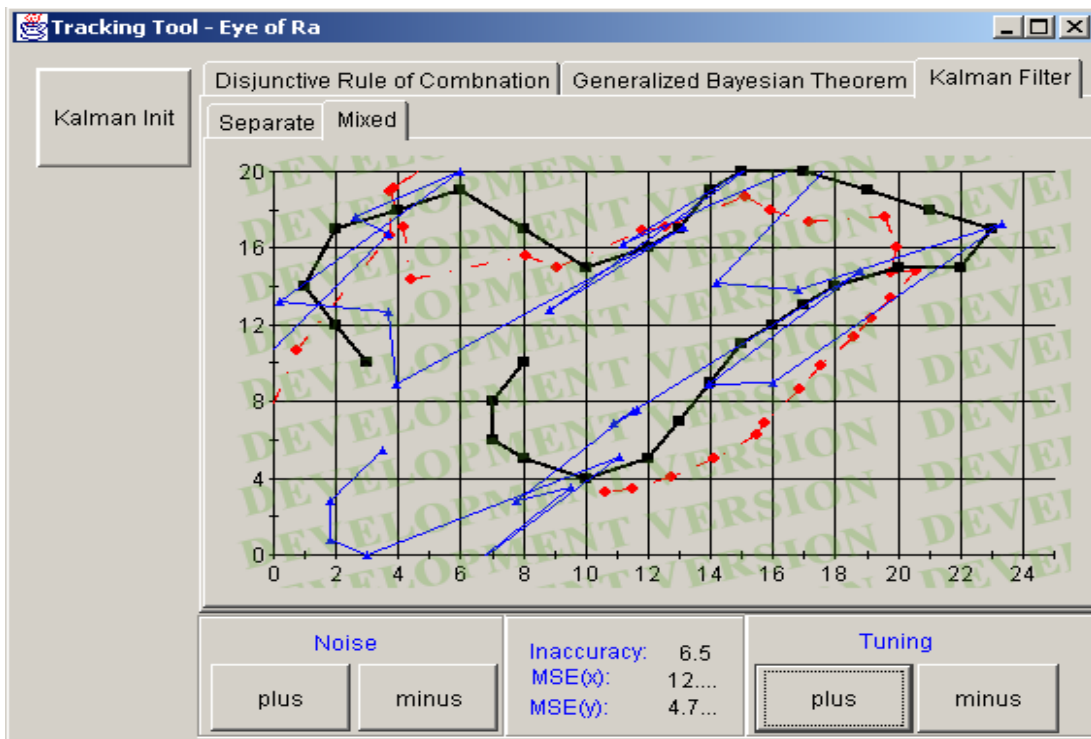 Tracking Tool - Eye of Ra
Kalman Init
Disjunctive Rule of Combnation
Generalized Bayesian Theorem
Kalman Filter
Separate
Mixed
DEVELOPMENT VERSION
20
16
12
8
4
0
0 2 4 6 8 10 12 14 16 18 20 22 24
Noise
plus
minus
Inaccuracy: 6.5
MSE(x): 12....
MSE(y): 4.7...
Tuning
plus
minus